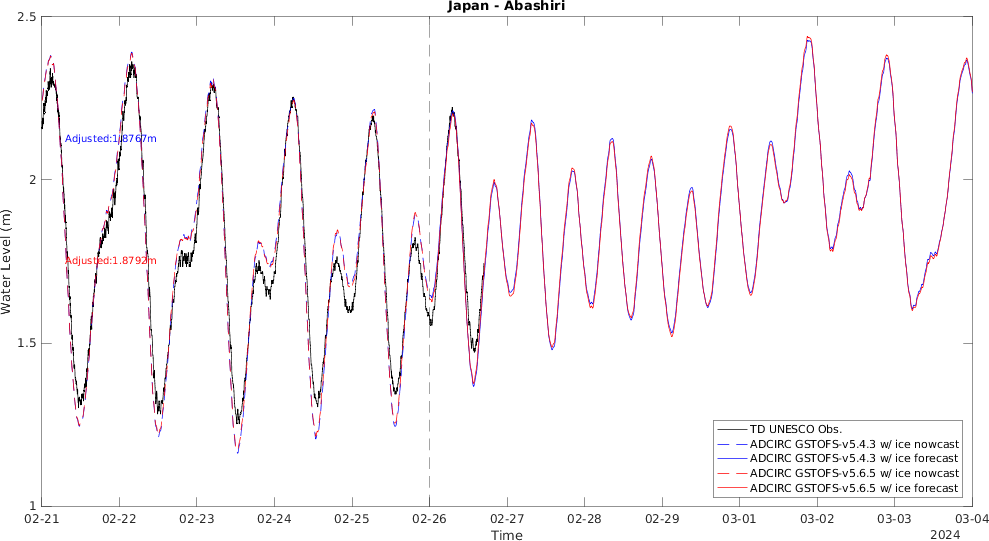 Japan - Abashiri
2.5
2
1.5
1
Water Level (m)
Adjusted:1.8767m
Adjusted:1.8792m
TD UNESCO Obs.
ADCIRC GSTOFS-v5.4.3 w/ ice nowcast
ADCIRC GSTOFS-v5.4.3 w/ ice forecast
ADCIRC GSTOFS-v5.6.5 w/ ice nowcast
ADCIRC GSTOFS-v5.6.5 w/ ice forecast
02-21 02-22 02-23 02-24 02-25 02-26 02-27 02-28 02-29 03-01 03-02 03-03 03-04
Time
2024